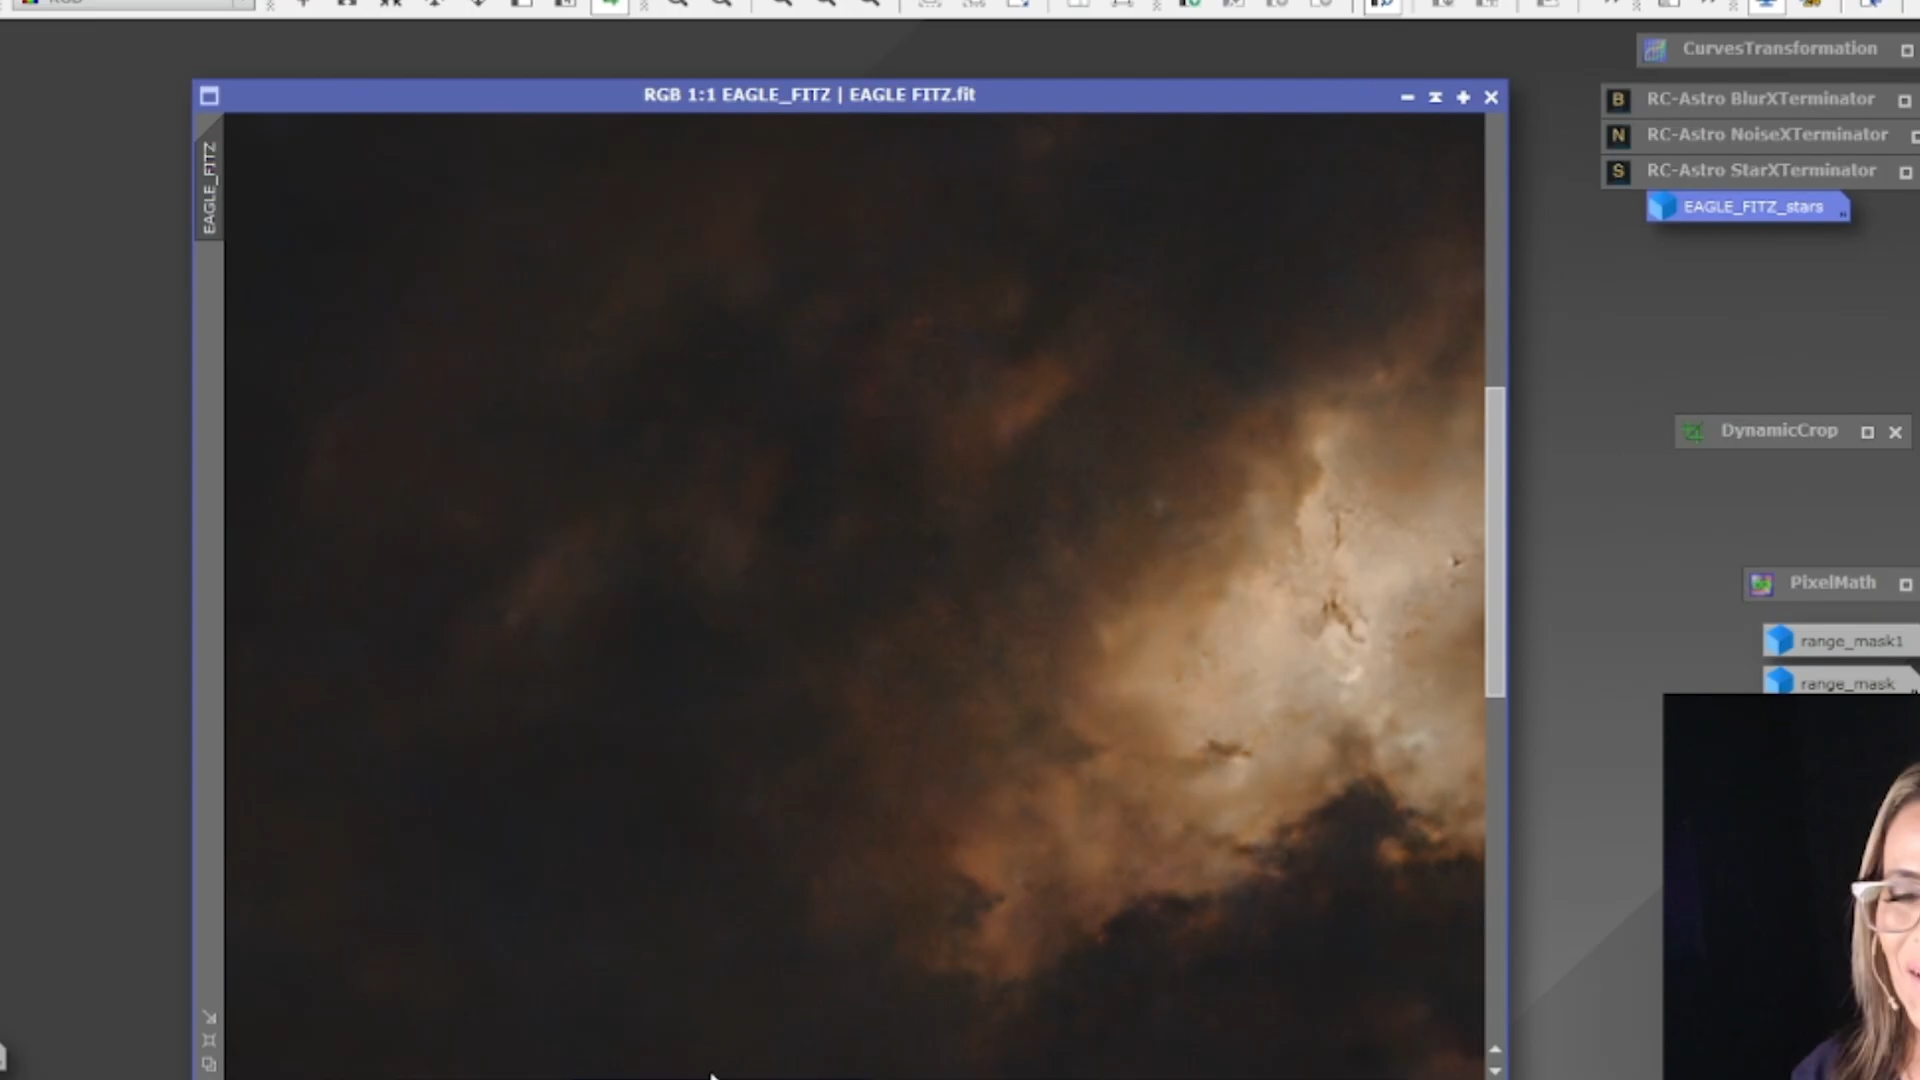 RGB
CurvesTransformation
RGB 1:1 EAGLE_FITZ | EAGLE FITZ.fit
B RC-Astro BlurXTerminator
N RC-Astro NoiseXTerminator
S RC-Astro StarXTerminator
EAGLE_FITZ
EAGLE_FITZ_stars
DynamicCrop
PixelMath
range_mask1
range_mask